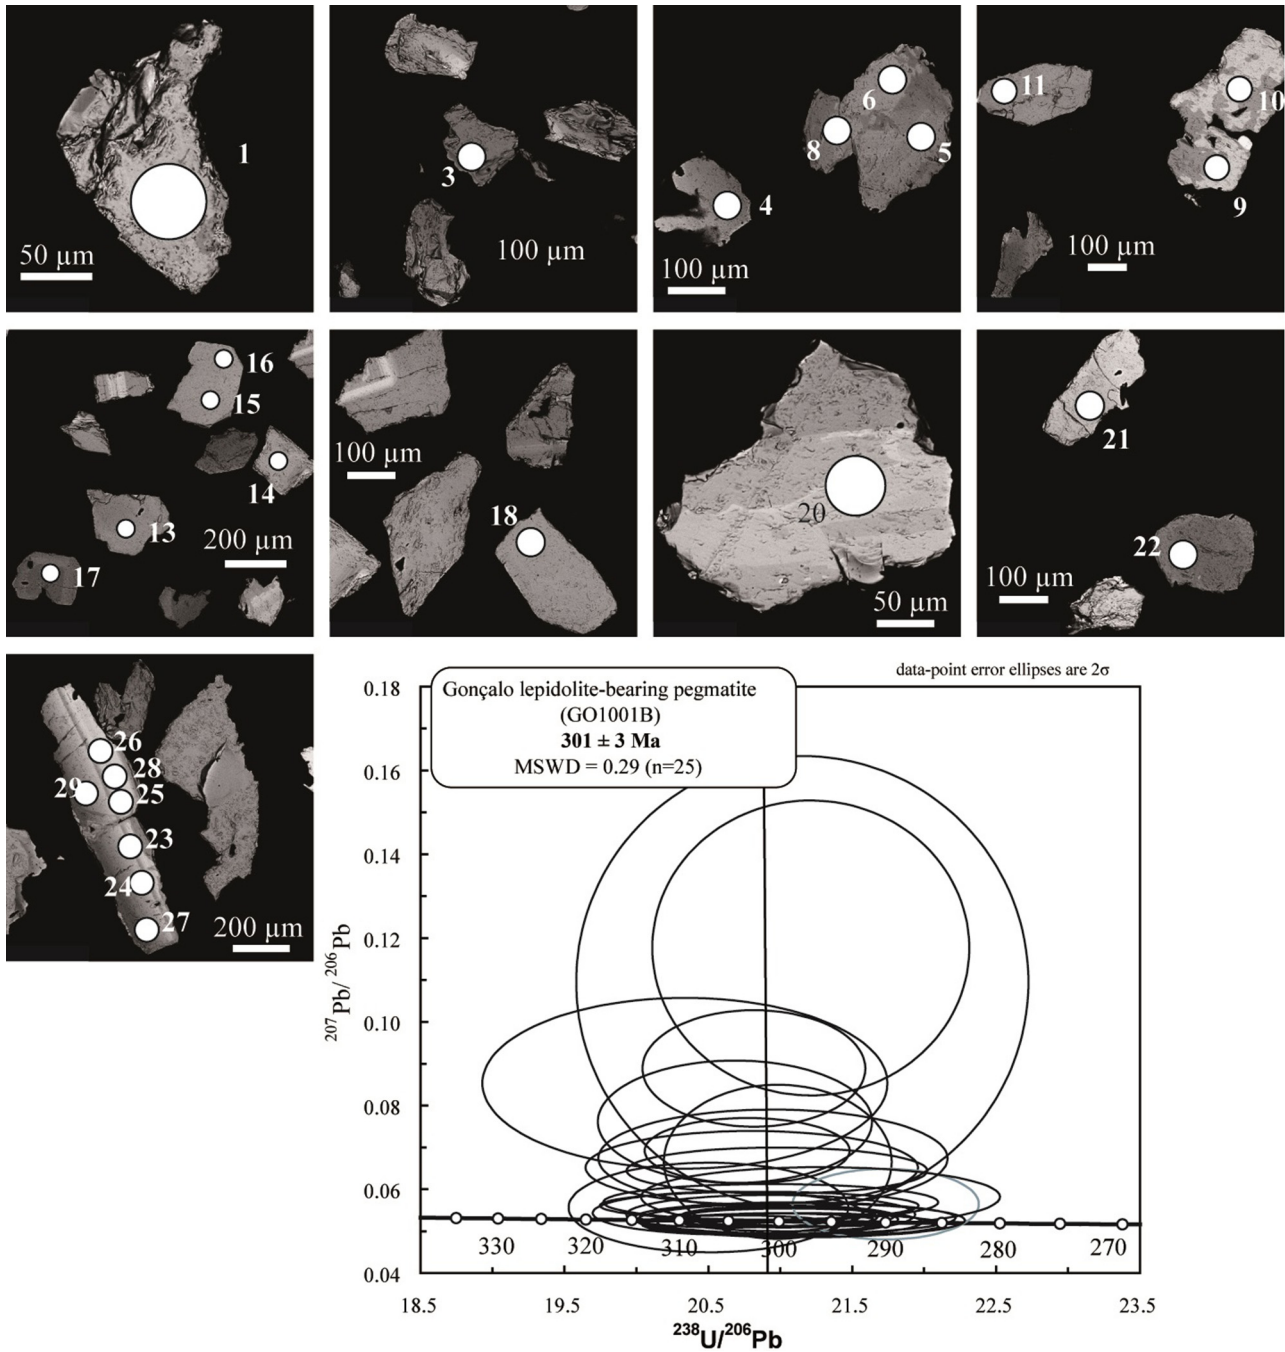 1
50 µm
3
100 µm
6
8
5
4
100 µm
11
10
9
100 µm
16
15
14
13
200 µm
17
100 µm
18
20
50 µm
21
22
100 µm
26
28
29
25
23
24
27
200 µm
data-point error ellipses are 2σ
Gonçalo lepidolite-bearing pegmatite
(GO1001B)
301 ± 3 Ma
MSWD = 0.29 (n=25)
0.18
0.16
0.14
0.12
0.10
0.08
0.06
0.04
207Pb/206Pb
330 320 310 300 290 280 270
18.5 19.5 20.5 21.5 22.5 23.5
238U/206Pb